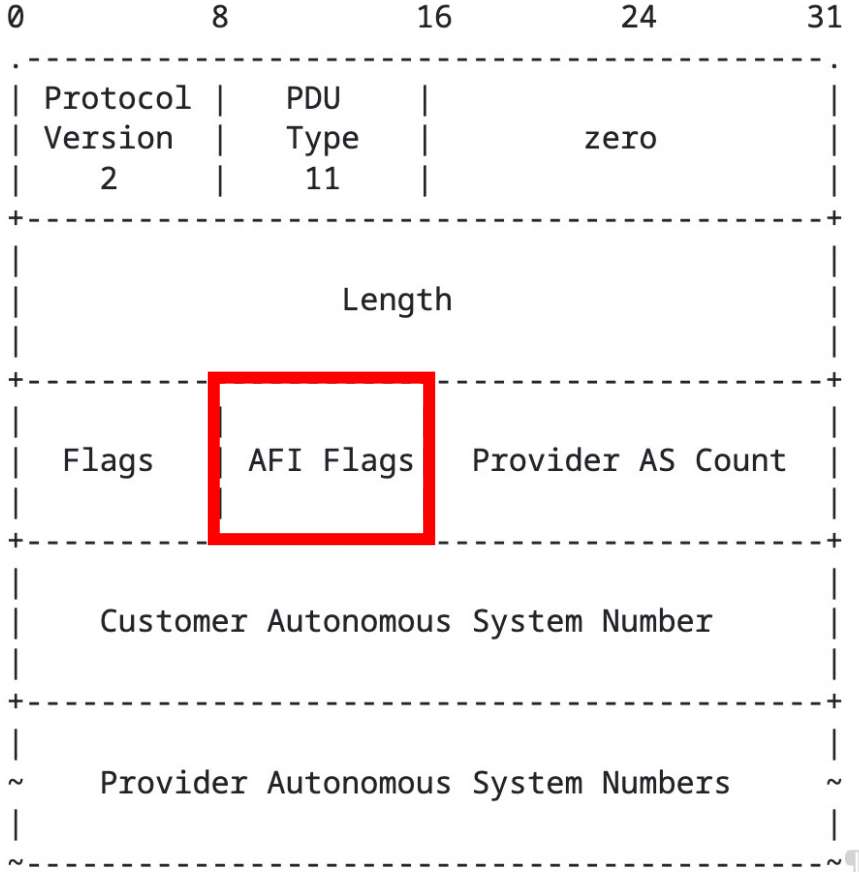 0 8 16 24 31
.-------------------------------------------.
| Protocol | PDU | |
| Version | Type | zero |
| 2 | 11 | |
+-------------------------------------------+
| |
| Length |
| |
+-------------------------------------------+
| | |
| Flags | AFI Flags Provider AS Count |
| | |
+-------------------------------------------+
| |
| Customer Autonomous System Number |
| |
+-------------------------------------------+
| |
~ Provider Autonomous System Numbers ~
| |
~-------------------------------------------~¶